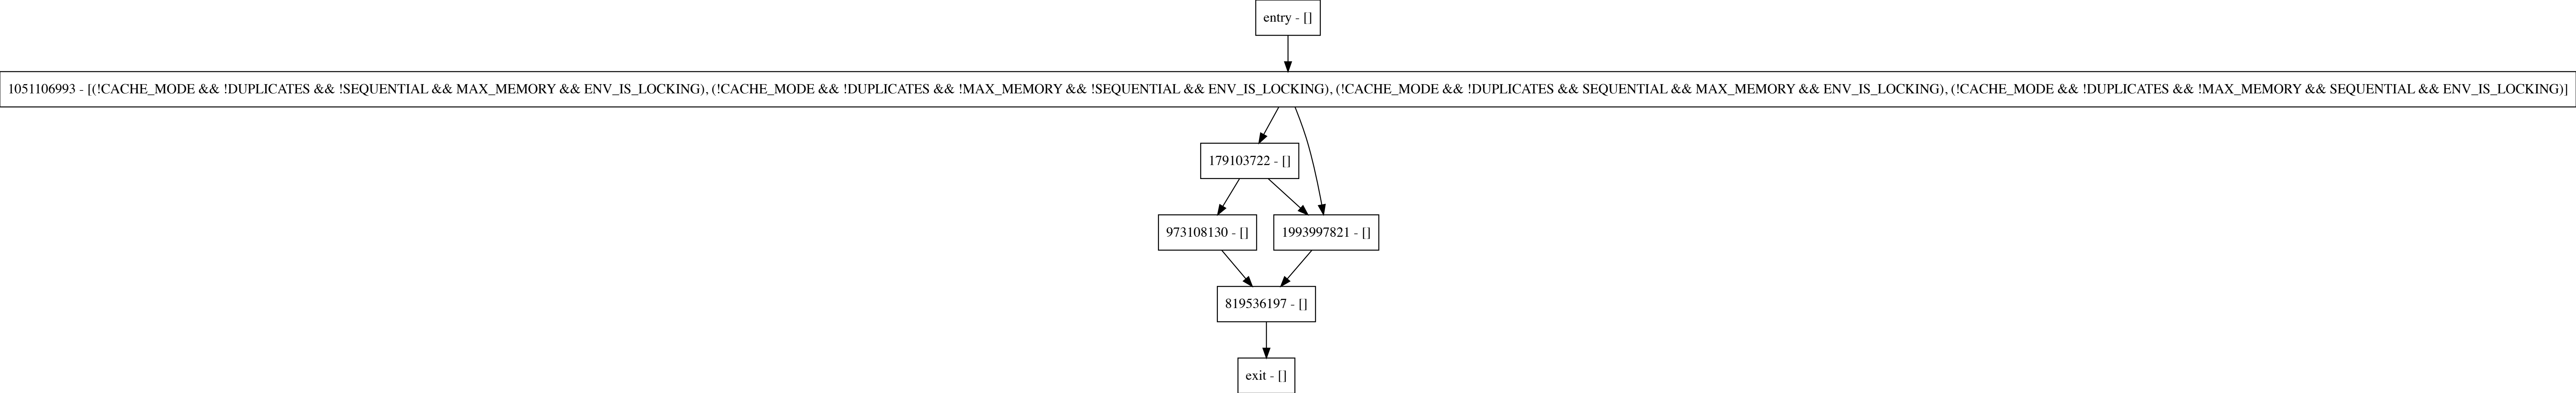 entry - []
1051106993 - [(!CACHE_MODE && !DUPLICATES && !SEQUENTIAL && MAX_MEMORY && ENV_IS_LOCKING), (!CACHE_MODE && !DUPLICATES && !MAX_MEMORY && !SEQUENTIAL && ENV_IS_LOCKING), (!CACHE_MODE && !DUPLICATES && SEQUENTIAL && MAX_MEMORY && ENV_IS_LOCKING), (!CACHE_MODE && !DUPLICATES && !MAX_MEMORY && SEQUENTIAL && ENV_IS_LOCKING)]
179103722 - []
973108130 - []
1993997821 - []
819536197 - []
exit - []